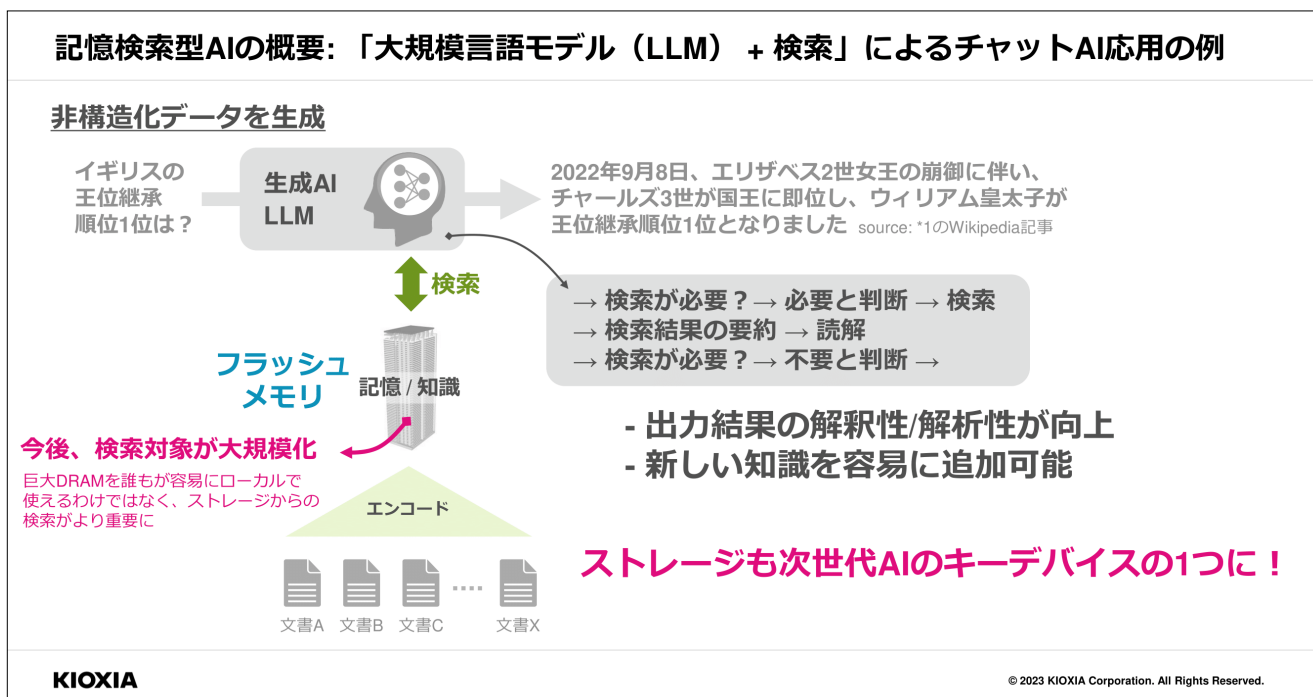 記憶検索型AIの概要: 「大規模言語モデル（LLM） + 検索」によるチャットAI応用の例
非構造化データを生成
イギリスの
王位継承
順位1位は？
生成AI
LLM
2022年9月8日、エリザベス2世女王の崩御に伴い、
チャールズ3世が国王に即位し、ウィリアム皇太子が
王位継承順位1位となりました source: *1のWikipedia記事
検索
→ 検索が必要？→ 必要と判断 → 検索
→ 検索結果の要約 → 読解
→ 検索が必要？→ 不要と判断 →
フラッシュ
メモリ
記憶 / 知識
今後、検索対象が大規模化
巨大DRAMを誰もが容易にローカルで
使えるわけではなく、ストレージからの
検索がより重要に
- 出力結果の解釈性/解析性が向上
- 新しい知識を容易に追加可能
エンコード
ストレージも次世代AIのキーデバイスの1つに！
文書A 文書B 文書C ···· 文書X
KIOXIA
© 2023 KIOXIA Corporation. All Rights Reserved.